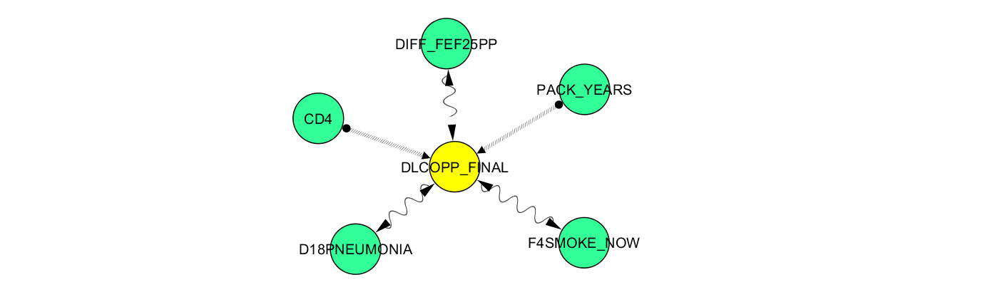 DIFF_FEF25PP
PACK_YEARS
CD4
DLCOPP_FINAL
F4SMOKE_NOW
D18PNEUMONIA